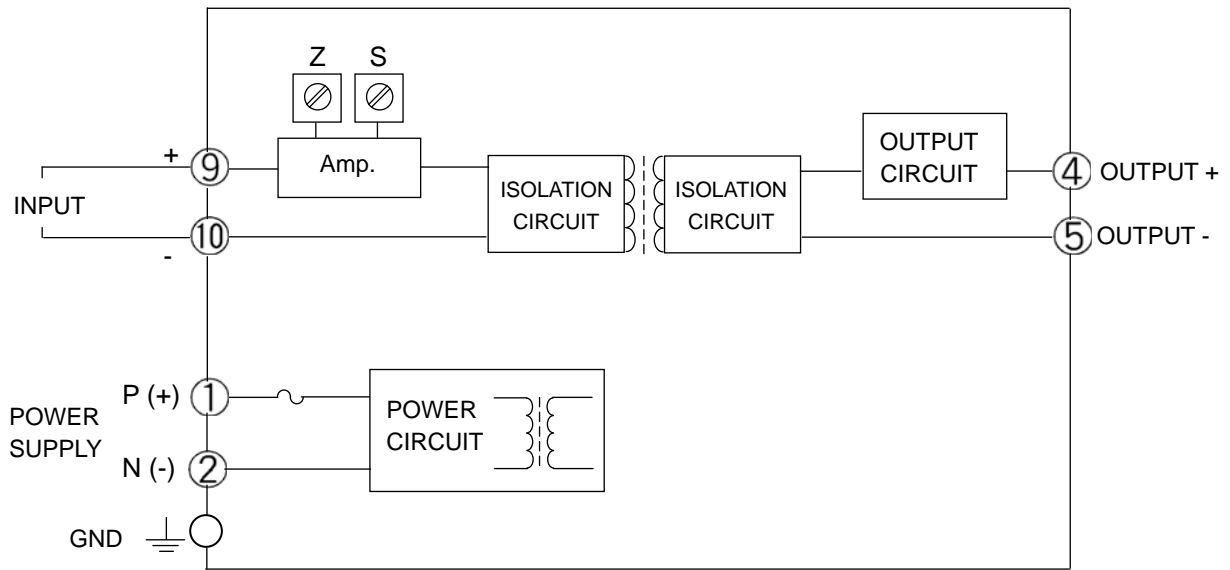 Z S
+ 9 Amp.
INPUT
10
-
ISOLATION
CIRCUIT
ISOLATION
CIRCUIT
OUTPUT
CIRCUIT
4 OUTPUT +
5 OUTPUT -
POWER
SUPPLY
P (+) 1
N (-) 2
POWER
CIRCUIT
GND